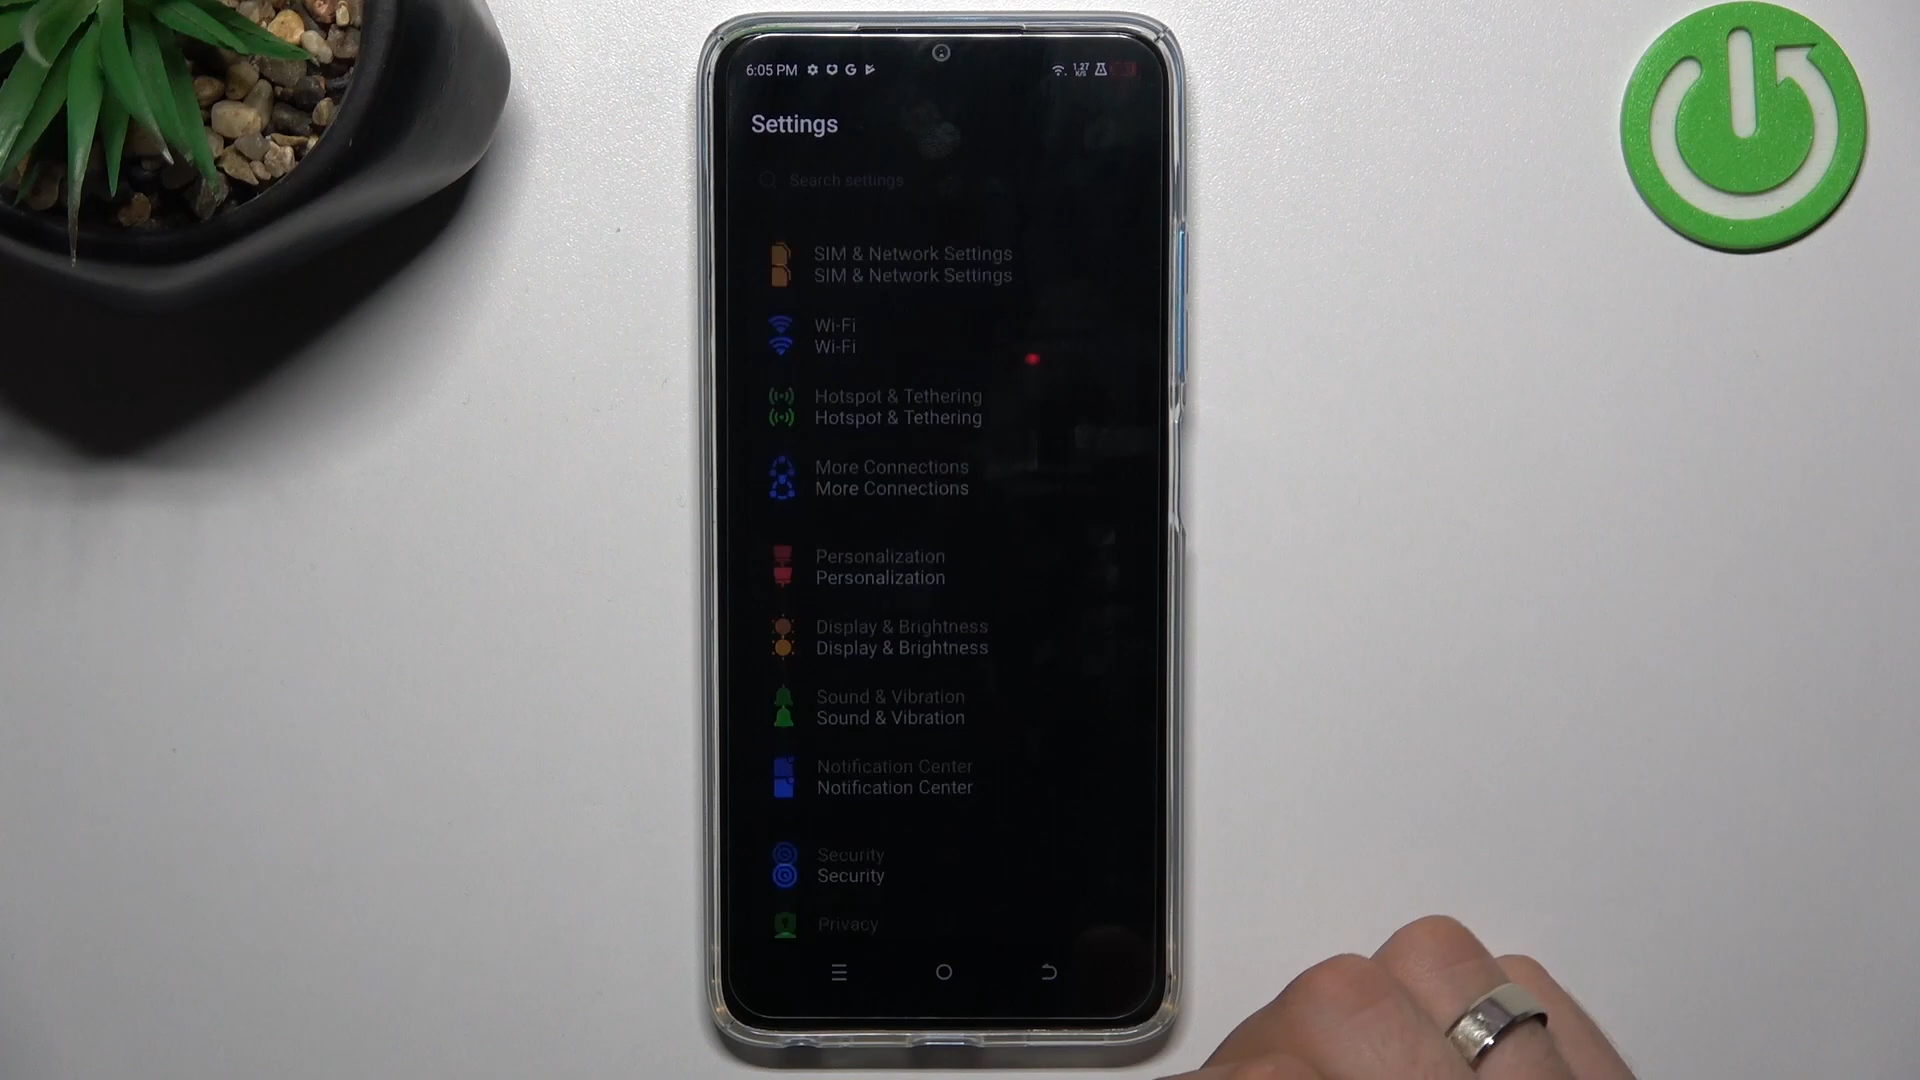 6:05 PM
1.27
K/S
Settings
Search settings
SIM & Network Settings
SIM & Network Settings
Wi-Fi
Wi-Fi
Hotspot & Tethering
Hotspot & Tethering
More Connections
More Connections
Personalization
Personalization
Display & Brightness
Display & Brightness
Sound & Vibration
Sound & Vibration
Notification Center
Notification Center
Security
Security
Privacy